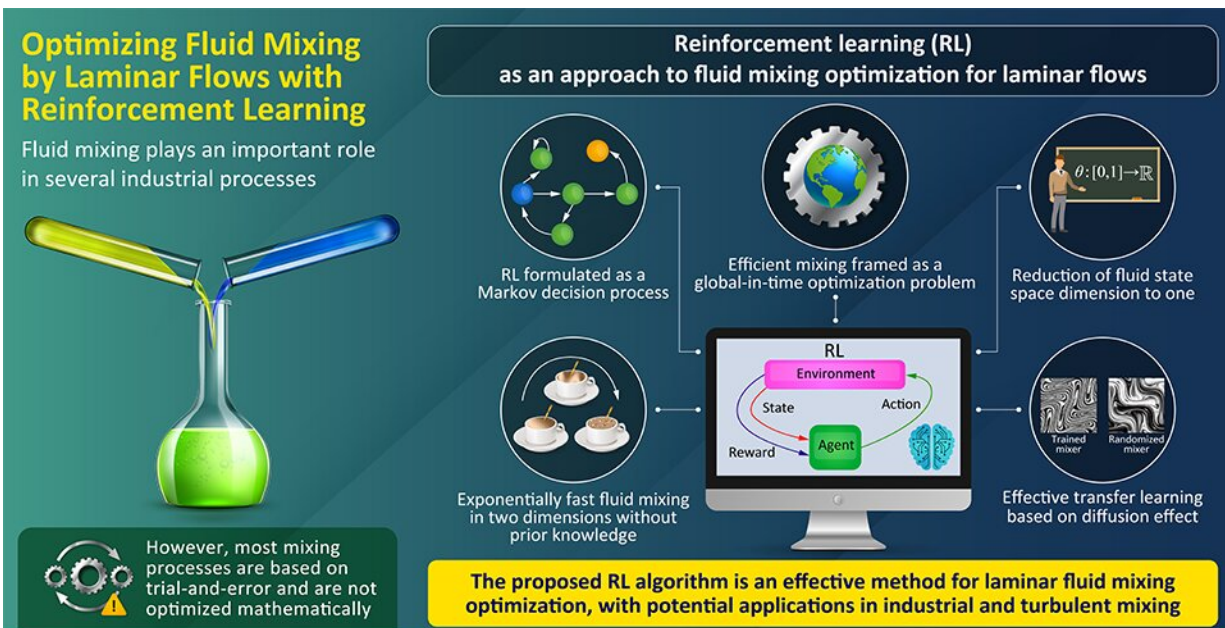 Optimizing Fluid Mixing
by Laminar Flows with
Reinforcement Learning
Fluid mixing plays an important role
in several industrial processes
However, most mixing
processes are based on
trial-and-error and are not
optimized mathematically
Reinforcement learning (RL)
as an approach to fluid mixing optimization for laminar flows
RL formulated as a
Markov decision process
Efficient mixing framed as a
global-in-time optimization problem
θ:[0,1]→ℝ
Reduction of fluid state
space dimension to one
Exponentially fast fluid mixing
in two dimensions without
prior knowledge
RL
Environment
State
Action
Reward
Agent
Trained
mixer
Randomized
mixer
Effective transfer learning
based on diffusion effect
The proposed RL algorithm is an effective method for laminar fluid mixing
optimization, with potential applications in industrial and turbulent mixing